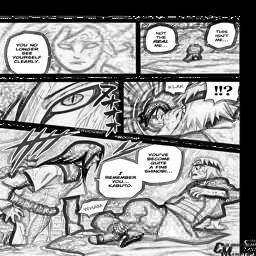 YOU NO
LONGER
SEE
YOURSELF
CLEARLY.
NOT
THE
REAL
ME...
THIS
ISN'T
ME...
KLAK
!!?
YOU'VE
BECOME
QUITE
A FINE
SHINOBI...
I
REMEMBER
YOU...
KABUTO.